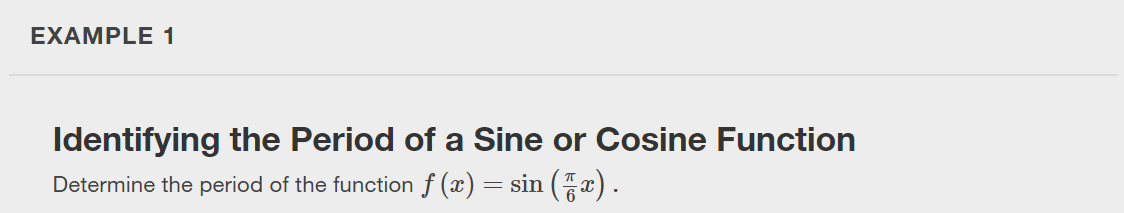 EXAMPLE 1
Identifying the Period of a Sine or Cosine Function
Determine the period of the function f (x) = sin (π/6 x) .